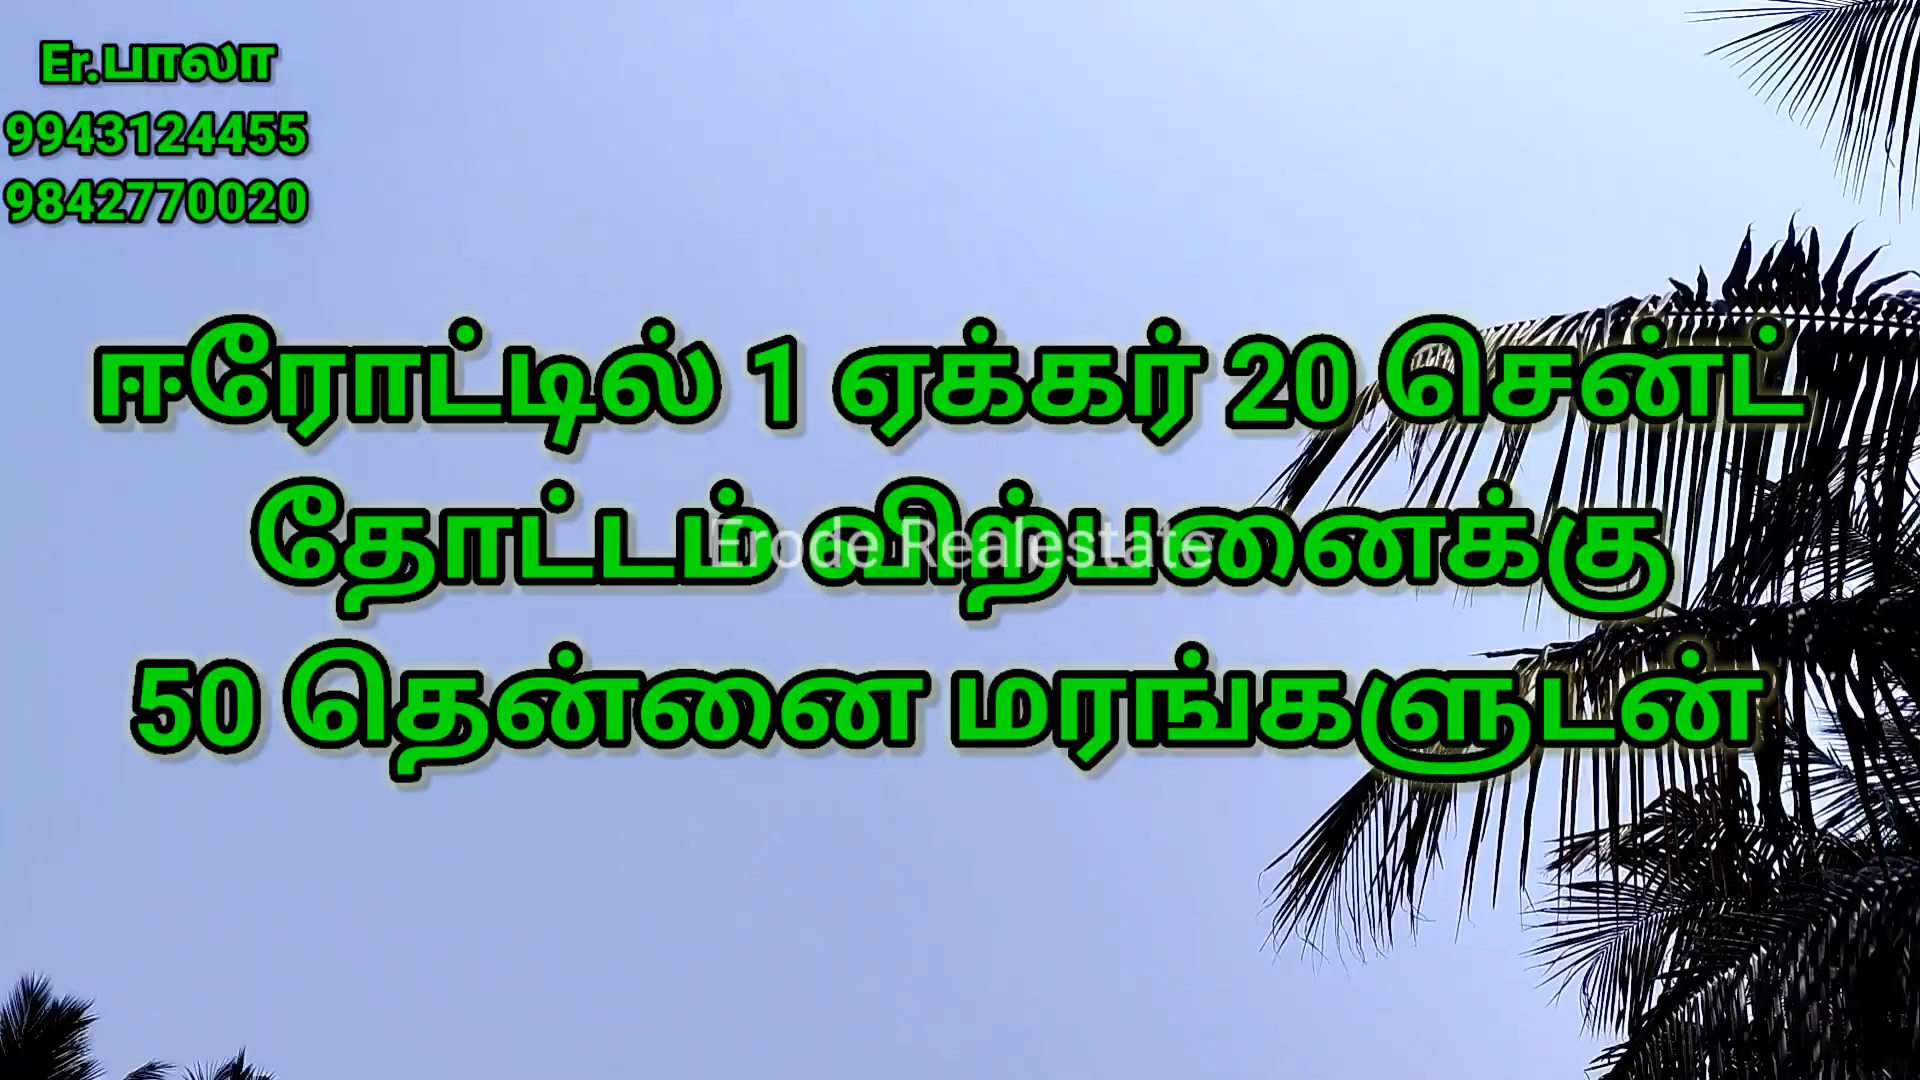 Er.பாலா
9943124455
9842770020
ஈரோட்டில் 1 ஏக்கர் 20 சென்ட்
தோட்டம் விற்பனைக்கு
Erode Realestate
50 தென்னை மரங்களுடன்